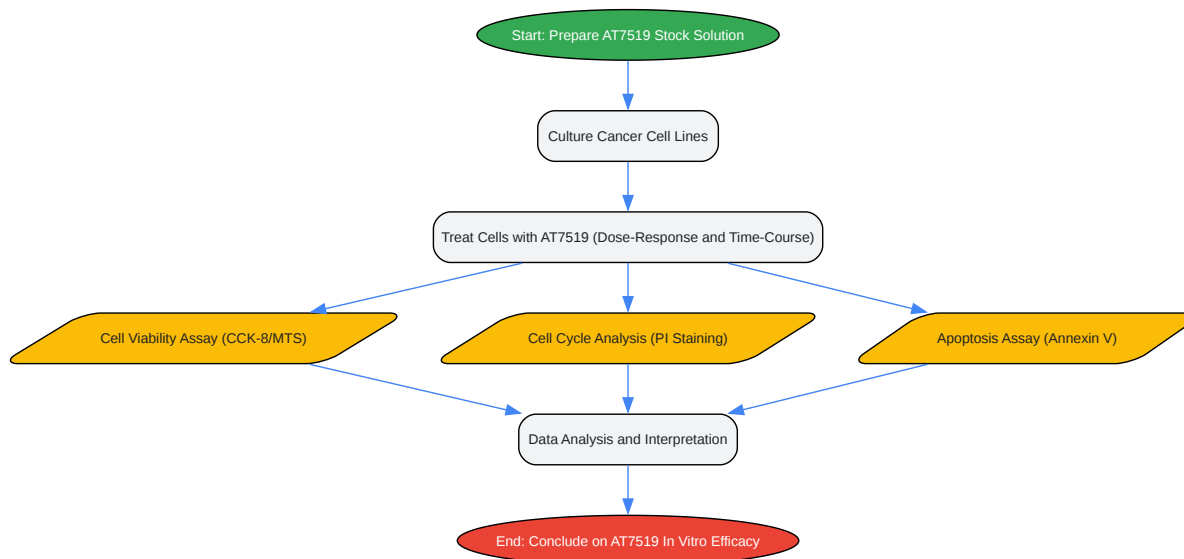 Start: Prepare AT7519 Stock Solution
Culture Cancer Cell Lines
Treat Cells with AT7519 (Dose-Response and Time-Course)
Cell Viability Assay (CCK-8/MTS)
Cell Cycle Analysis (PI Staining)
Apoptosis Assay (Annexin V)
Data Analysis and Interpretation
End: Conclude on AT7519 In Vitro Efficacy